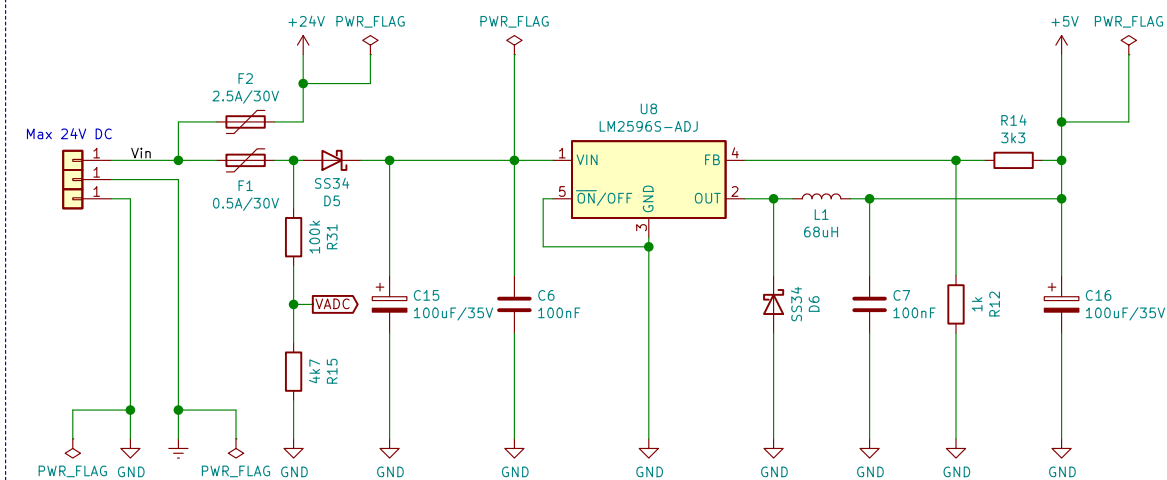 +24V PWR_FLAG
PWR_FLAG
+5V PWR_FLAG
F2
2.5A/30V
Max 24V DC
1
1
1
Vin
F1
0.5A/30V
SS34
D5
100k
R31
VADC
4k7
R15
C15
100uF/35V
C6
100nF
U8
LM2596S-ADJ
1 VIN
5 ON/OFF
GND
3
FB 4
OUT 2
L1
68uH
SS34
D6
C7
100nF
R14
3k3
1k
R12
C16
100uF/35V
PWR_FLAG
GND
PWR_FLAG
GND
GND
GND
GND
GND
GND
GND
GND